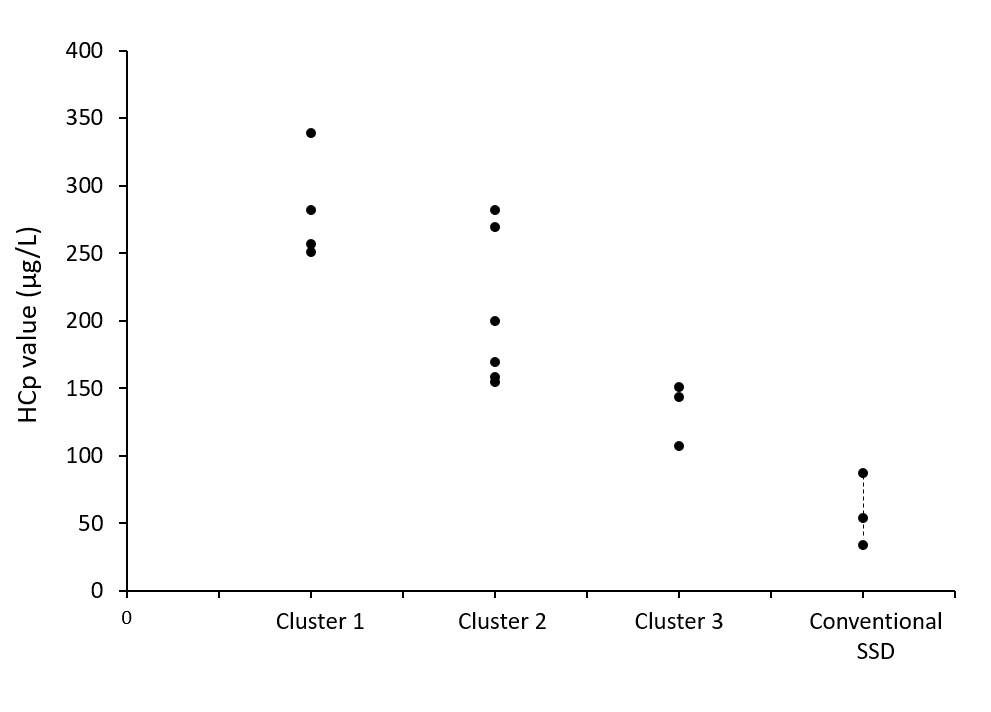 HCp value (µg/L)
400
350
300
250
200
150
100
50
0
0
Cluster 1
Cluster 2
Cluster 3
Conventional
SSD